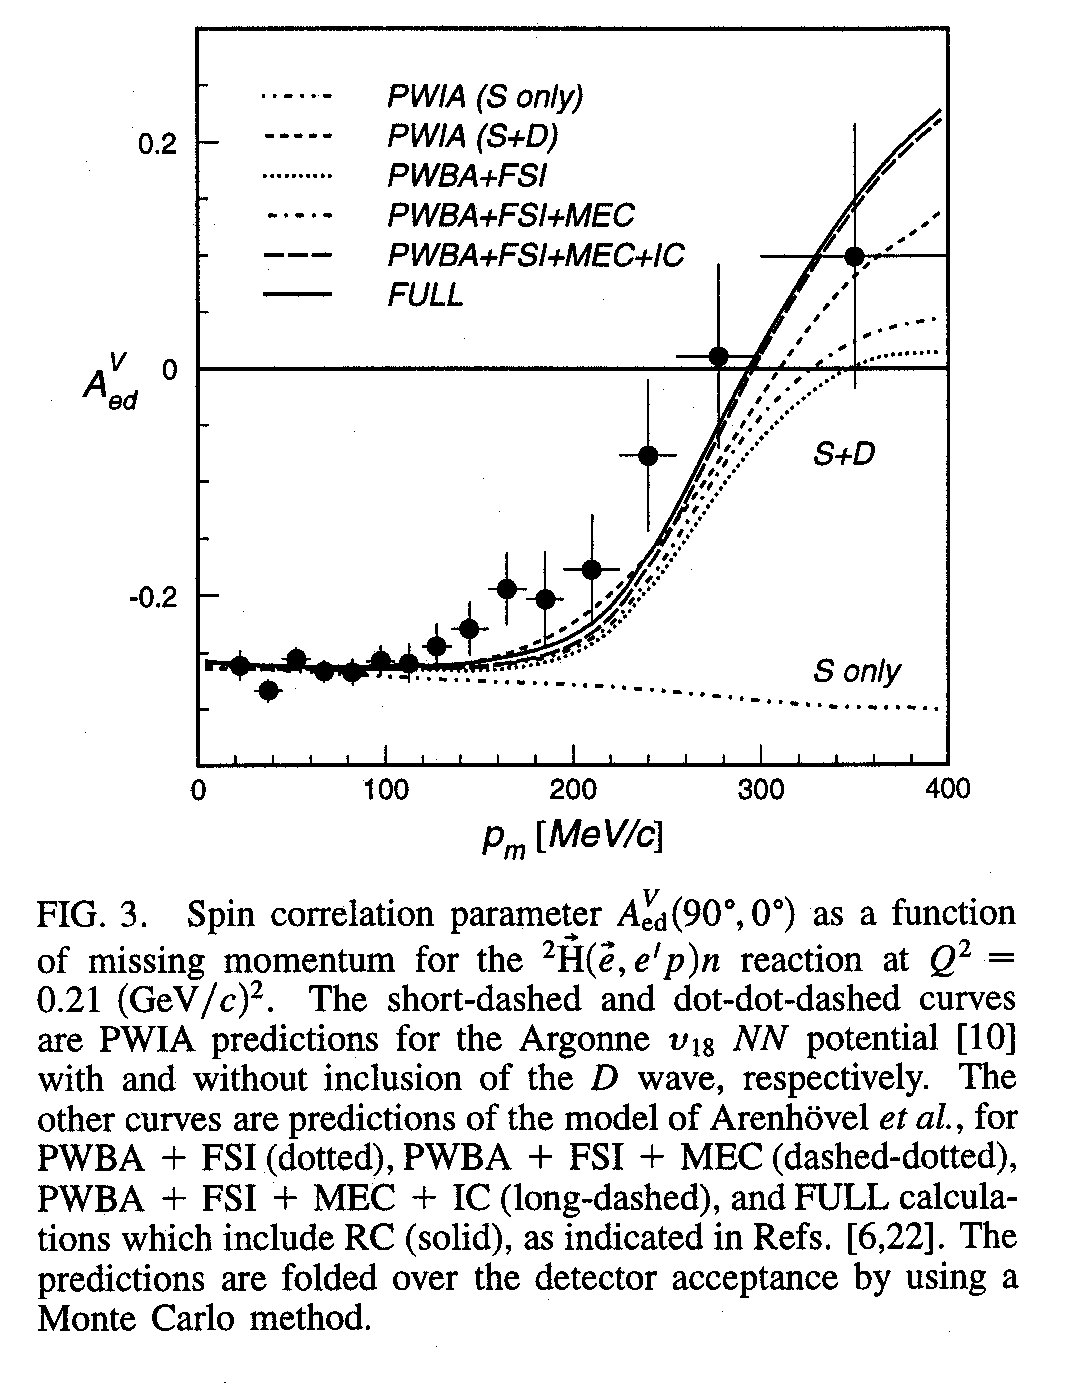 PWIA (S only)
0.2
PWIA (S+D)
PWBA+FSI
PWBA+FSI+MEC
PWBA+FSI+MEC+IC
FULL
A^V_ed
0
S+D
-0.2
S only
0 100 200 300 400
p_m [MeV/c]
FIG. 3. Spin correlation parameter A^V_ed(90°, 0°) as a function
of missing momentum for the ²H⃗(e⃗, e′p)n reaction at Q² =
0.21 (GeV/c)². The short-dashed and dot-dot-dashed curves
are PWIA predictions for the Argonne υ₁₈ NN potential [10]
with and without inclusion of the D wave, respectively. The
other curves are predictions of the model of Arenhövel et al., for
PWBA + FSI (dotted), PWBA + FSI + MEC (dashed-dotted),
PWBA + FSI + MEC + IC (long-dashed), and FULL calcula-
tions which include RC (solid), as indicated in Refs. [6,22]. The
predictions are folded over the detector acceptance by using a
Monte Carlo method.